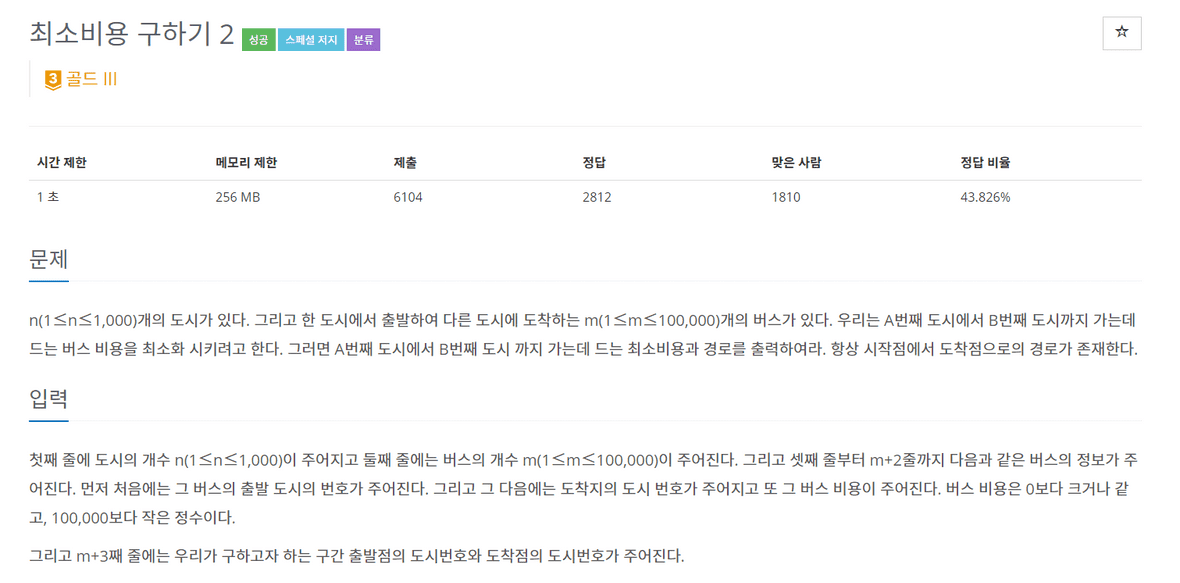 최소비용 구하기 2 성공 스페셜 저지 분류
☆
3 골드 III
시간 제한 메모리 제한 제출 정답 맞은 사람 정답 비율
1 초 256 MB 6104 2812 1810 43.826%
문제
n(1≤n≤1,000)개의 도시가 있다. 그리고 한 도시에서 출발하여 다른 도시에 도착하는 m(1≤m≤100,000)개의 버스가 있다. 우리는 A번째 도시에서 B번째 도시까지 가는데
드는 버스 비용을 최소화 시키려고 한다. 그러면 A번째 도시에서 B번째 도시 까지 가는데 드는 최소비용과 경로를 출력하여라. 항상 시작점에서 도착점으로의 경로가 존재한다.
입력
첫째 줄에 도시의 개수 n(1≤n≤1,000)이 주어지고 둘째 줄에는 버스의 개수 m(1≤m≤100,000)이 주어진다. 그리고 셋째 줄부터 m+2줄까지 다음과 같은 버스의 정보가 주
어진다. 먼저 처음에는 그 버스의 출발 도시의 번호가 주어진다. 그리고 그 다음에는 도착지의 도시 번호가 주어지고 또 그 버스 비용이 주어진다. 버스 비용은 0보다 크거나 같
고, 100,000보다 작은 정수이다.
그리고 m+3째 줄에는 우리가 구하고자 하는 구간 출발점의 도시번호와 도착점의 도시번호가 주어진다.